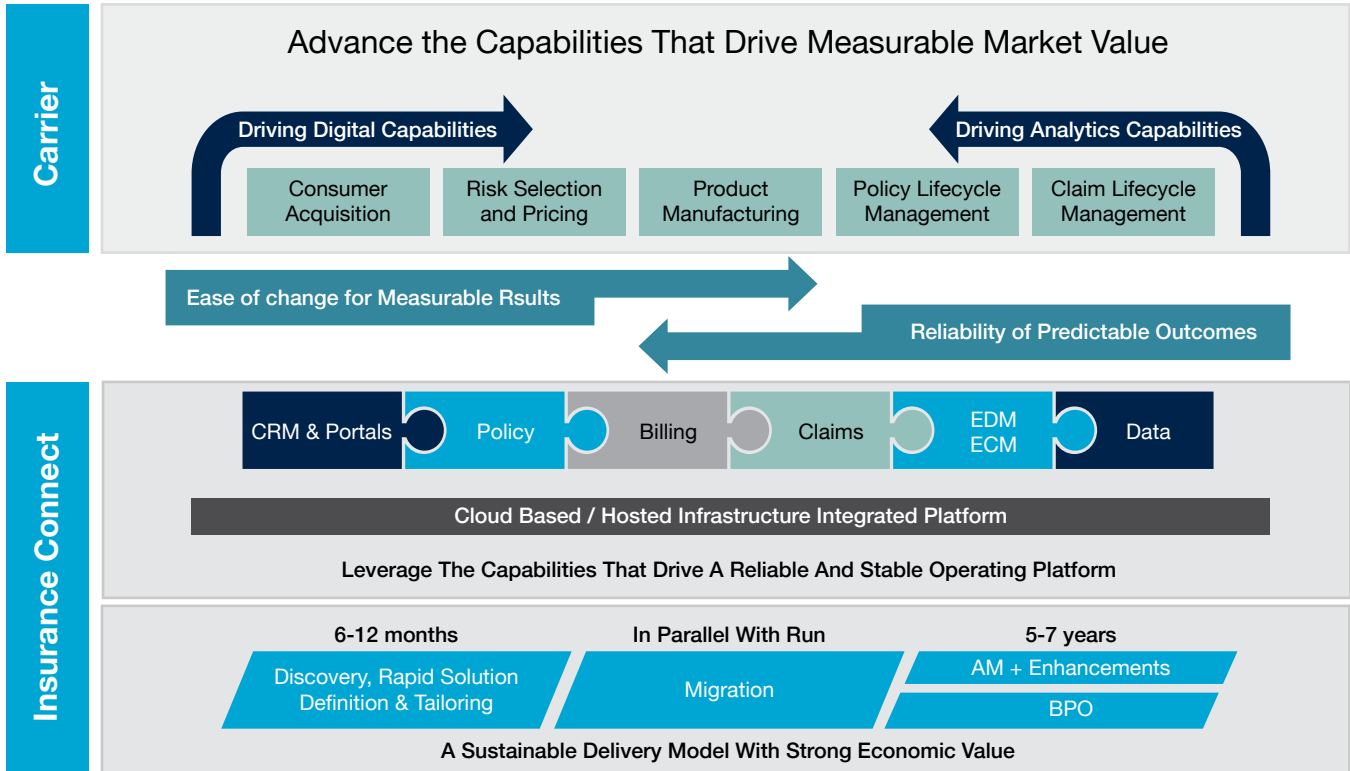 Carrier
Advance the Capabilities That Drive Measurable Market Value
Driving Digital Capabilities
Driving Analytics Capabilities
Consumer
Acquisition
Risk Selection
and Pricing
Product
Manufacturing
Policy Lifecycle
Management
Claim Lifecycle
Management
Ease of change for Measurable Rsults
Reliability of Predictable Outcomes
Insurance Connect
CRM & Portals
Policy
Billing
Claims
EDM
ECM
Data
Cloud Based / Hosted Infrastructure Integrated Platform
Leverage The Capabilities That Drive A Reliable And Stable Operating Platform
6-12 months
Discovery, Rapid Solution
Definition & Tailoring
In Parallel With Run
Migration
5-7 years
AM + Enhancements
BPO
A Sustainable Delivery Model With Strong Economic Value